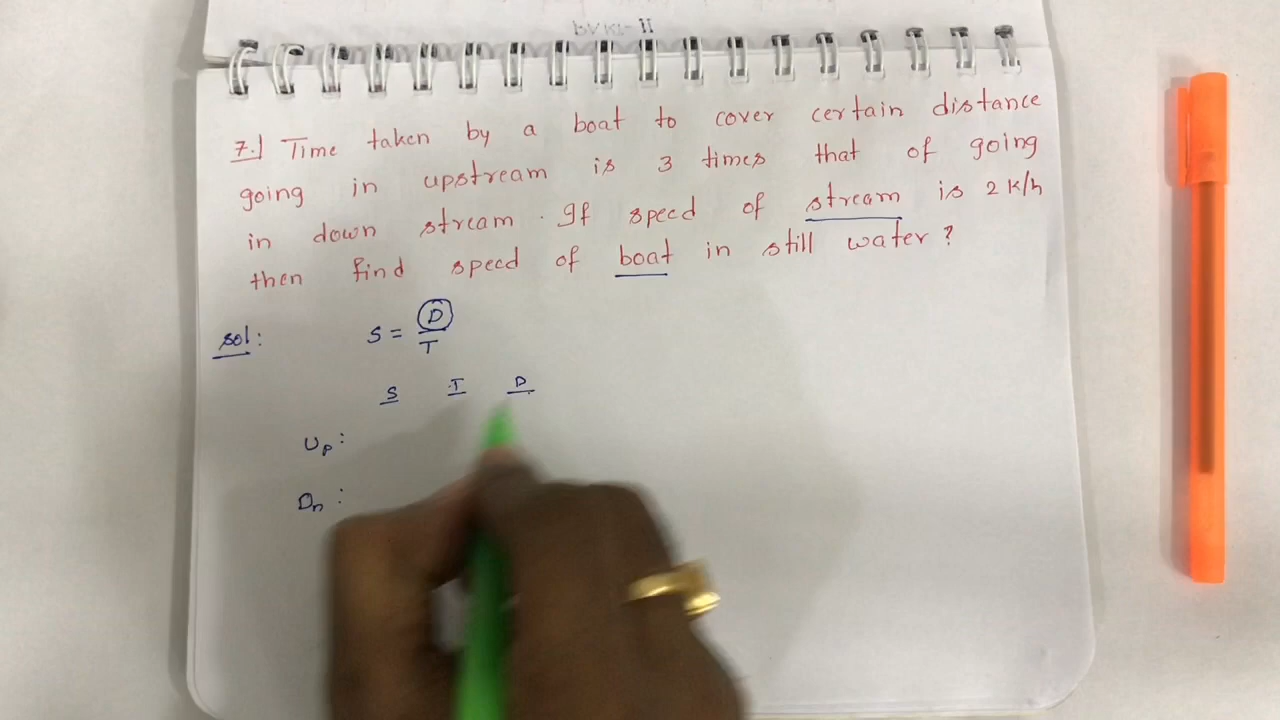 7.) Time taken by a boat to cover certain distance
going in upstream is 3 times that of going
in down stream. If speed of stream is 2 k/h
then find speed of boat in still water?
sol: S = D/T
S T D
Up:
Dn: